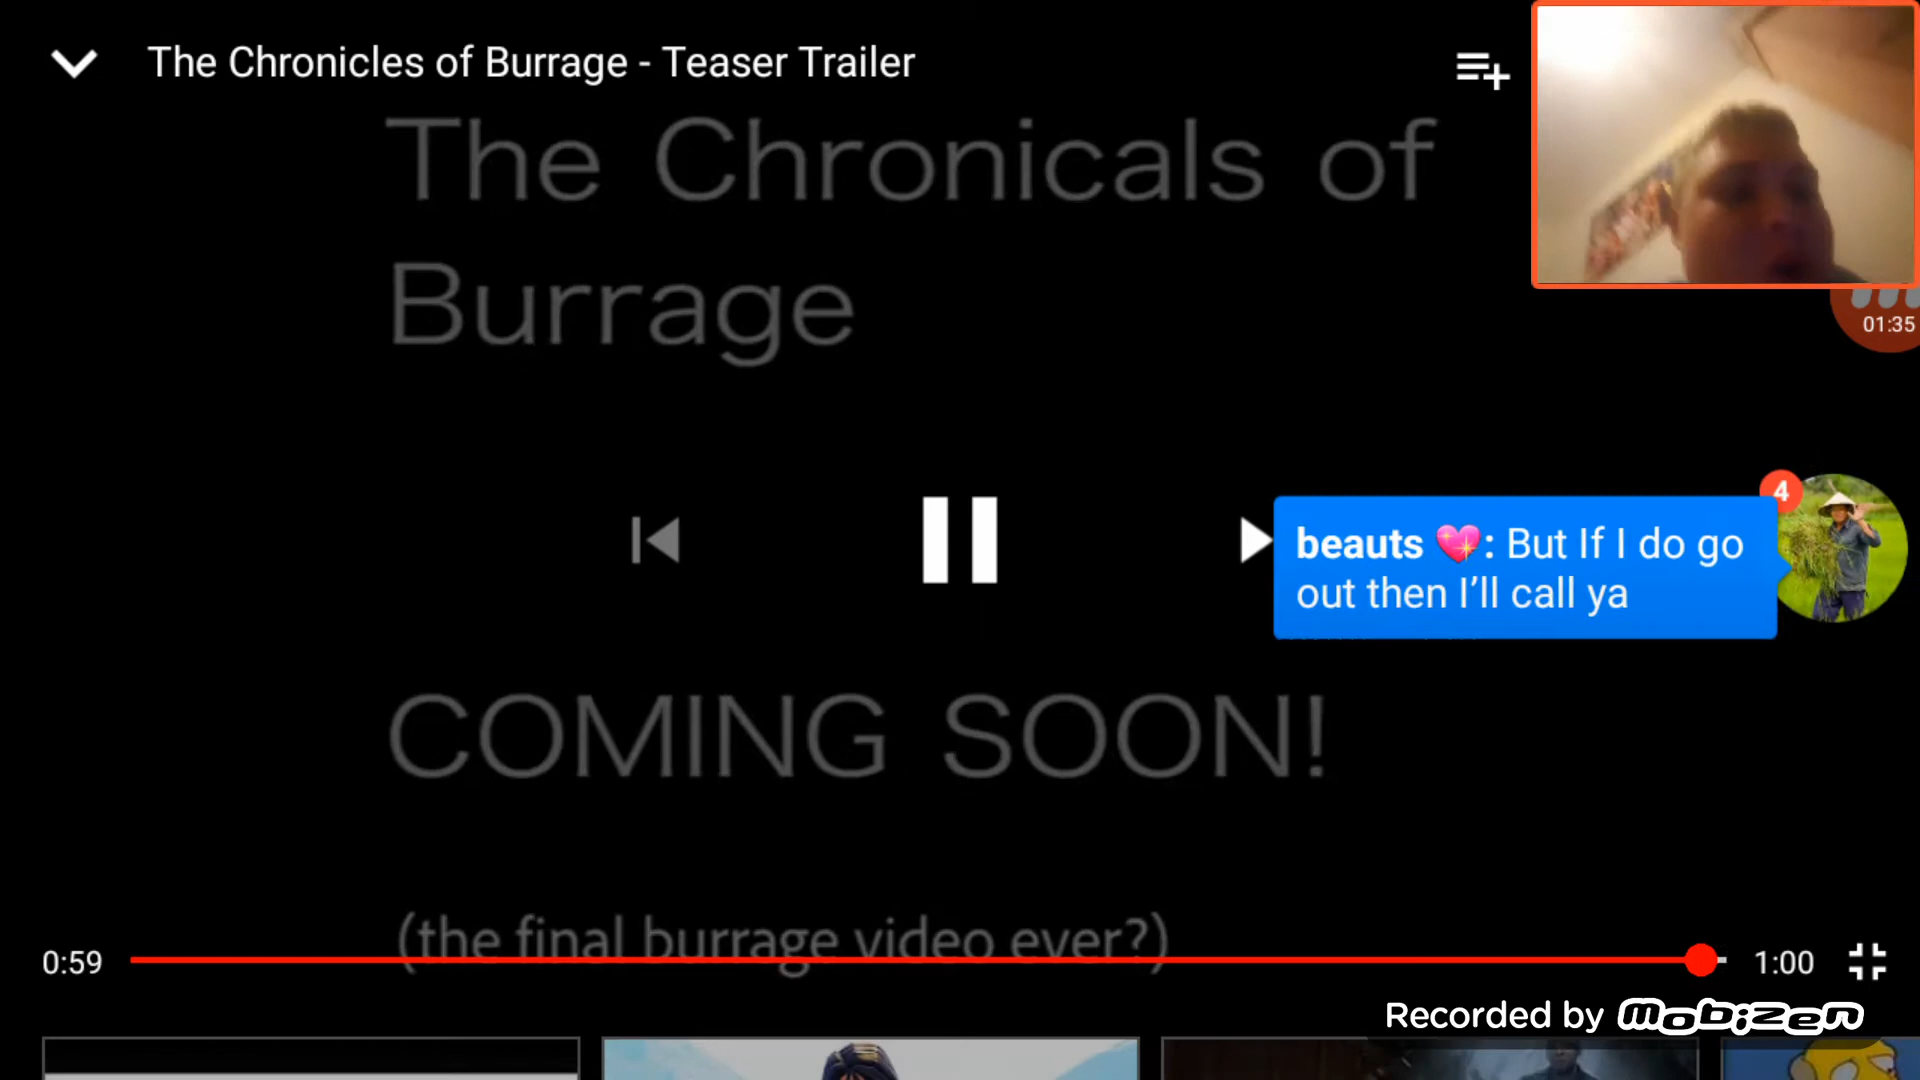 The Chronicles of Burrage - Teaser Trailer
The Chronicals of
Burrage
01:35
4
beauts 💖: But If I do go
out then I’ll call ya
COMING SOON!
(the final burrage video ever?)
0:59
1:00
Recorded by mobizen